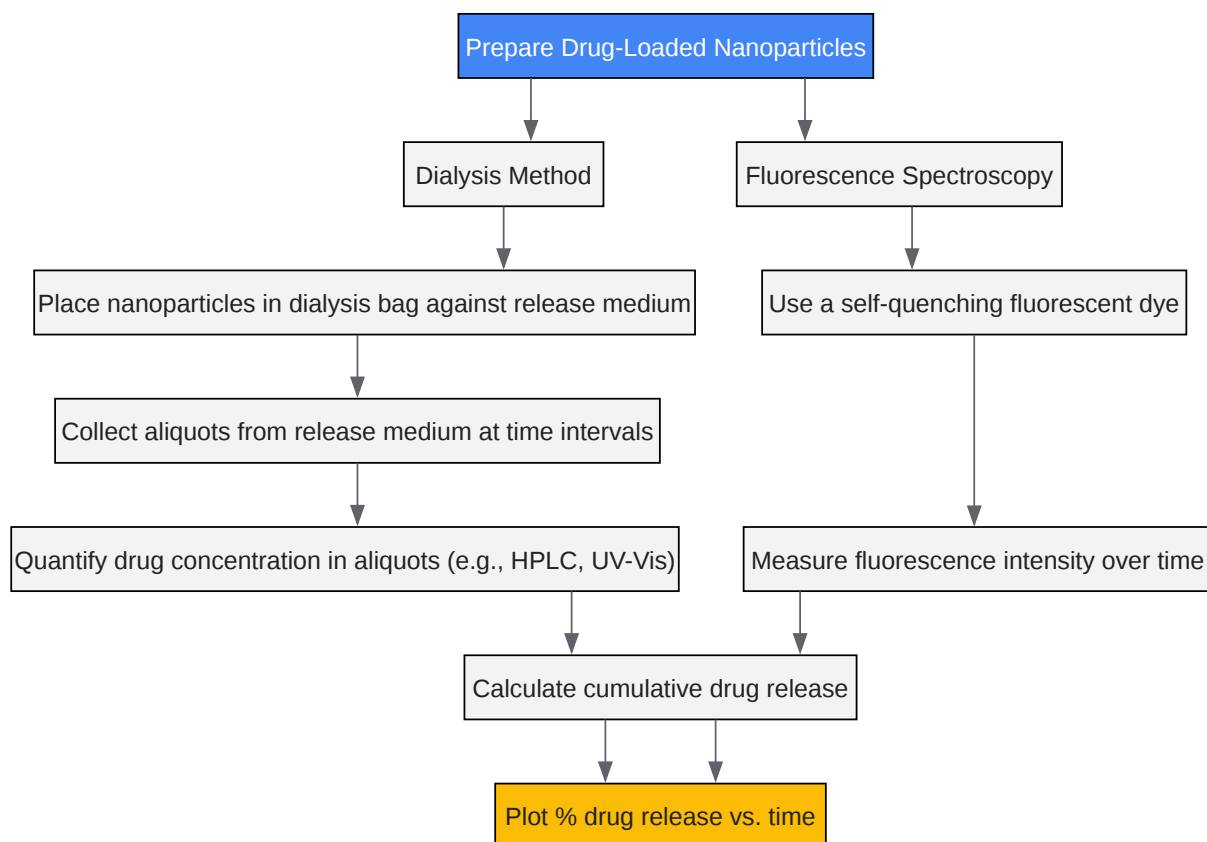 Prepare Drug-Loaded Nanoparticles
Dialysis Method
Fluorescence Spectroscopy
Place nanoparticles in dialysis bag against release medium
Use a self-quenching fluorescent dye
Collect aliquots from release medium at time intervals
Quantify drug concentration in aliquots (e.g., HPLC, UV-Vis)
Measure fluorescence intensity over time
Calculate cumulative drug release
Plot % drug release vs. time